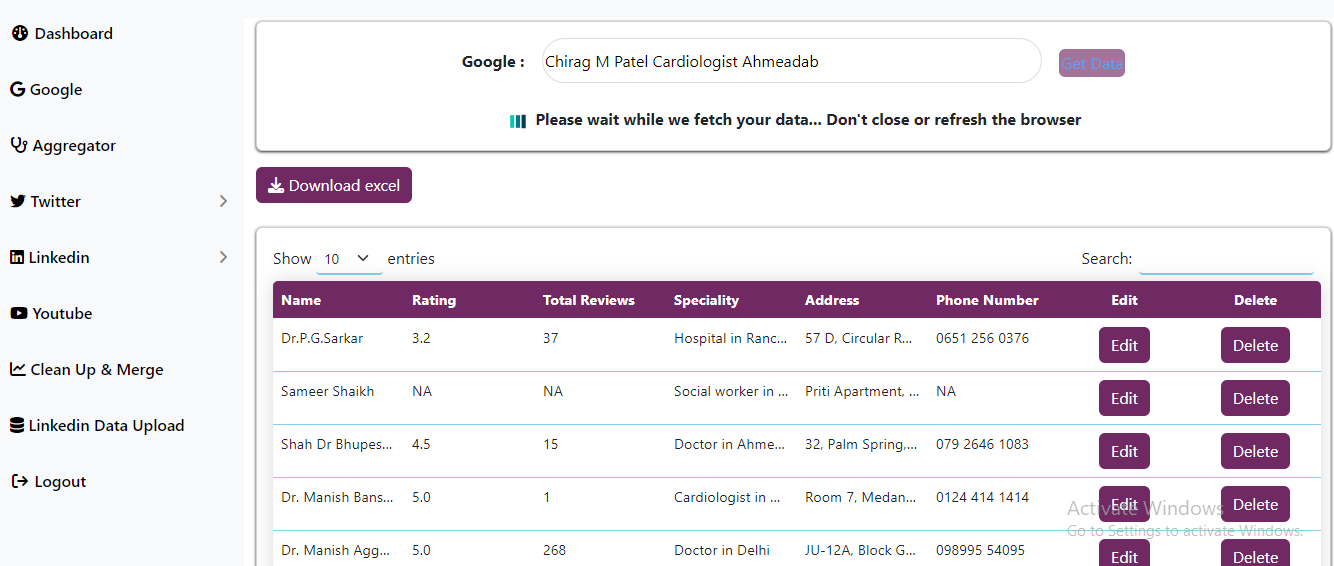 Dashboard
Google
Aggregator
Twitter
Linkedin
Youtube
Clean Up & Merge
Linkedin Data Upload
Logout
Google : Chirag M Patel Cardiologist Ahmeadab Get Data
Please wait while we fetch your data... Don't close or refresh the browser
Download excel
Show 10 entries Search:
Name Rating Total Reviews Speciality Address Phone Number Edit Delete
Dr.P.G.Sarkar 3.2 37 Hospital in Ranc... 57 D, Circular R... 0651 256 0376 Edit Delete
Sameer Shaikh NA NA Social worker in ... Priti Apartment, ... NA Edit Delete
Shah Dr Bhupes... 4.5 15 Doctor in Ahme... 32, Palm Spring,... 079 2646 1083 Edit Delete
Dr. Manish Bans... 5.0 1 Cardiologist in ... Room 7, Medan... 0124 414 1414 Edit Delete
Dr. Manish Agg... 5.0 268 Doctor in Delhi JU-12A, Block G... 098995 54095 Edit Delete
Activate Windows
Go to Settings to activate Windows.